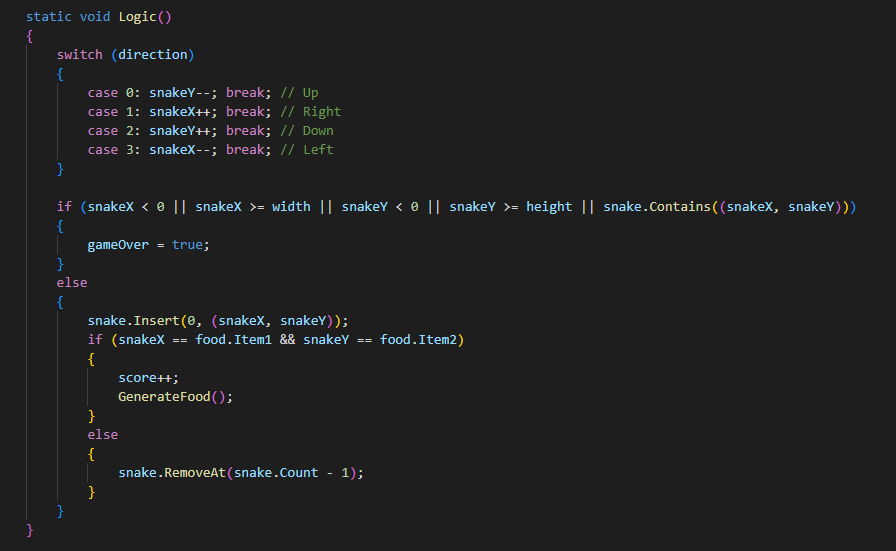 static void Logic()
{
    switch (direction)
    {
        case 0: snakeY--; break; // Up
        case 1: snakeX++; break; // Right
        case 2: snakeY++; break; // Down
        case 3: snakeX--; break; // Left
    }

    if (snakeX < 0 || snakeX >= width || snakeY < 0 || snakeY >= height || snake.Contains((snakeX, snakeY)))
    {
        gameOver = true;
    }
    else
    {
        snake.Insert(0, (snakeX, snakeY));
        if (snakeX == food.Item1 && snakeY == food.Item2)
        {
            score++;
            GenerateFood();
        }
        else
        {
            snake.RemoveAt(snake.Count - 1);
        }
    }
}